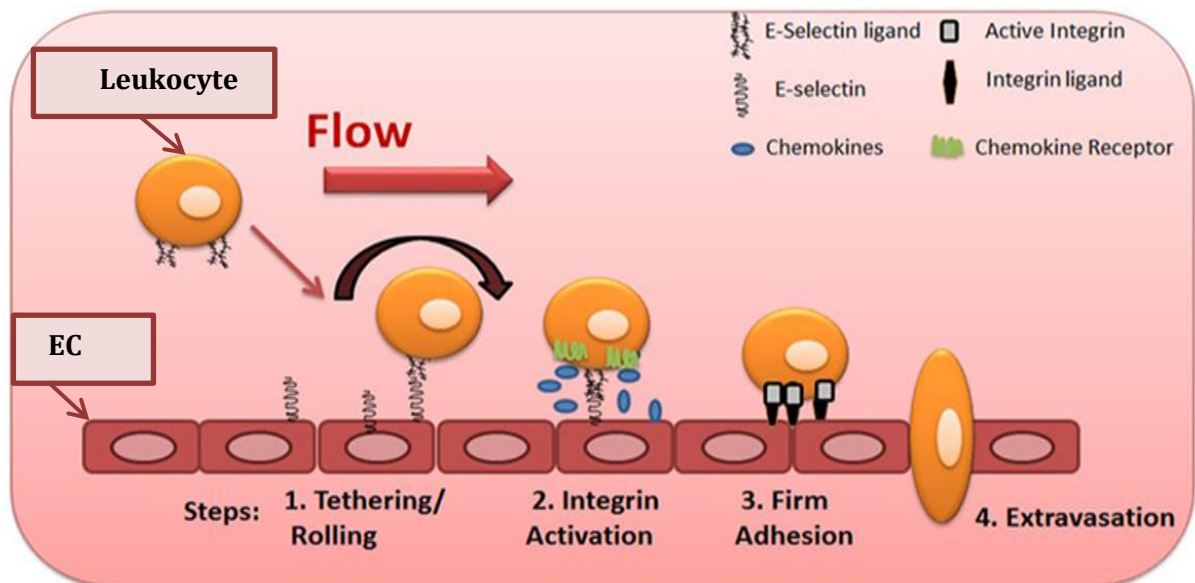 Leukocyte
Flow
E-Selectin ligand
Active Integrin
E-selectin
Integrin ligand
Chemokines
Chemokine Receptor
EC
Steps:
1. Tethering/
Rolling
2. Integrin
Activation
3. Firm
Adhesion
4. Extravasation